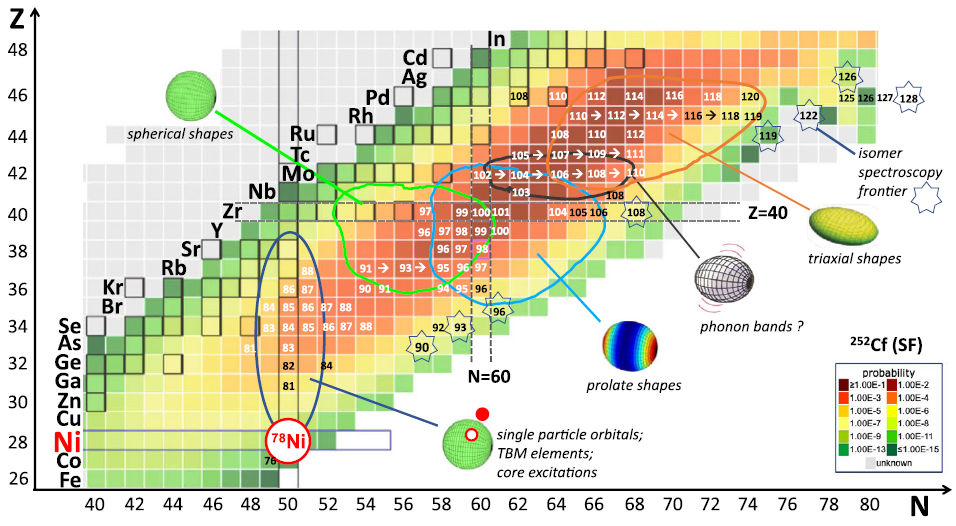 Z
48
46
44
42
40
38
36
34
32
30
28
26
In
Cd
Ag
Pd
Rh
Ru
Tc
Mo
Nb
Zr
Y
Sr
Rb
Kr
Br
Se
As
Ge
Ga
Zn
Cu
Ni
Co
Fe
spherical shapes
108 110 112 114 116 118 120
110 → 112 → 114 → 116 → 118 119
108 110 112
105 → 107 → 109 → 111
102 → 104 → 106 → 108 → 110
103 108
97 99 100 101 104 105 106 108
96 97 98 99 100
96 97 98
91 → 93 → 95 96 97
90 91 94 95 96
96
92 93
90
88
86 87
84 85 86 87 88
83 84 85 86 87 88
81 83
82 84
81
78Ni
76
126
125 126 127 128
122
119
isomer
spectroscopy
frontier
Z=40
triaxial shapes
phonon bands ?
prolate shapes
N=60
single particle orbitals;
TBM elements;
core excitations
252Cf (SF)
probability
≥1.00E-1 1.00E-2
1.00E-3 1.00E-4
1.00E-5 1.00E-6
1.00E-7 1.00E-8
1.00E-9 1.00E-11
1.00E-13 ≤1.00E-15
unknown
40 42 44 46 48 50 52 54 56 58 60 62 64 66 68 70 72 74 76 78 80 N